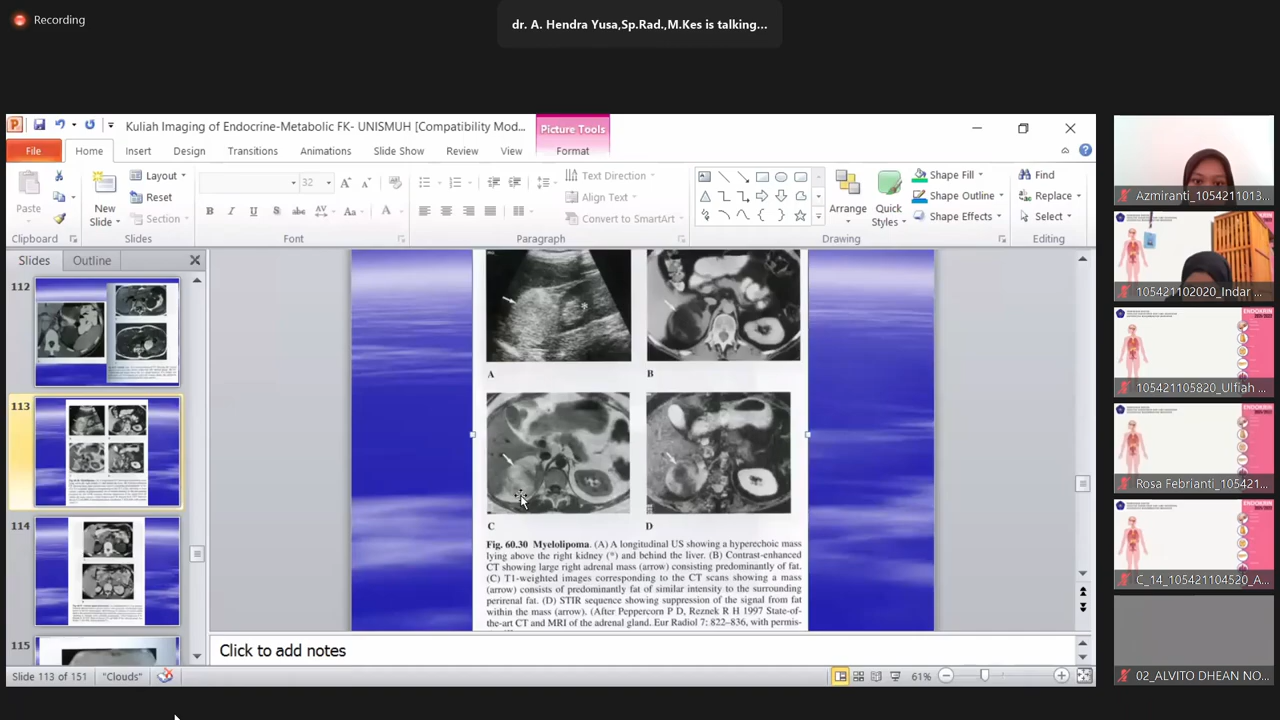 Recording
dr. A. Hendra Yusa,Sp.Rad.,M.Kes is talking...
Kuliah Imaging of Endocrine-Metabolic FK- UNISMUH [Compatibility Mod...
Picture Tools
File Home Insert Design Transitions Animations Slide Show Review View Format
Paste
Clipboard
New
Slide
Layout
Reset
Section
Slides
32
Font
Text Direction
Align Text
Convert to SmartArt
Paragraph
Arrange
Quick
Styles
Shape Fill
Shape Outline
Shape Effects
Drawing
Find
Replace
Select
Editing
Slides Outline
112
113
114
115
A
B
C
D
Fig. 60.30 Myelolipoma. (A) A longitudinal US showing a hyperechoic mass
lying above the right kidney (*) and behind the liver. (B) Contrast-enhanced
CT showing large right adrenal mass (arrow) consisting predominantly of fat.
(C) T1-weighted images corresponding to the CT scans showing a mass
(arrow) consists of predominantly fat of similar intensity to the surrounding
perirenal fat. (D) STIR sequence showing suppression of the signal from fat
within the mass (arrow). (After Peppercorn P D, Reznek R H 1997 State-of-
the-art CT and MRI of the adrenal gland. Eur Radiol 7: 822–836, with permis-
Click to add notes
Slide 113 of 151 "Clouds" 61%
Azmiranti_1054211013...
105421102020_Indar ...
105421105820_Ulfiah ...
Rosa Febrianti_105421...
C_14_105421104520_A...
02_ALVITO DHEAN NO...